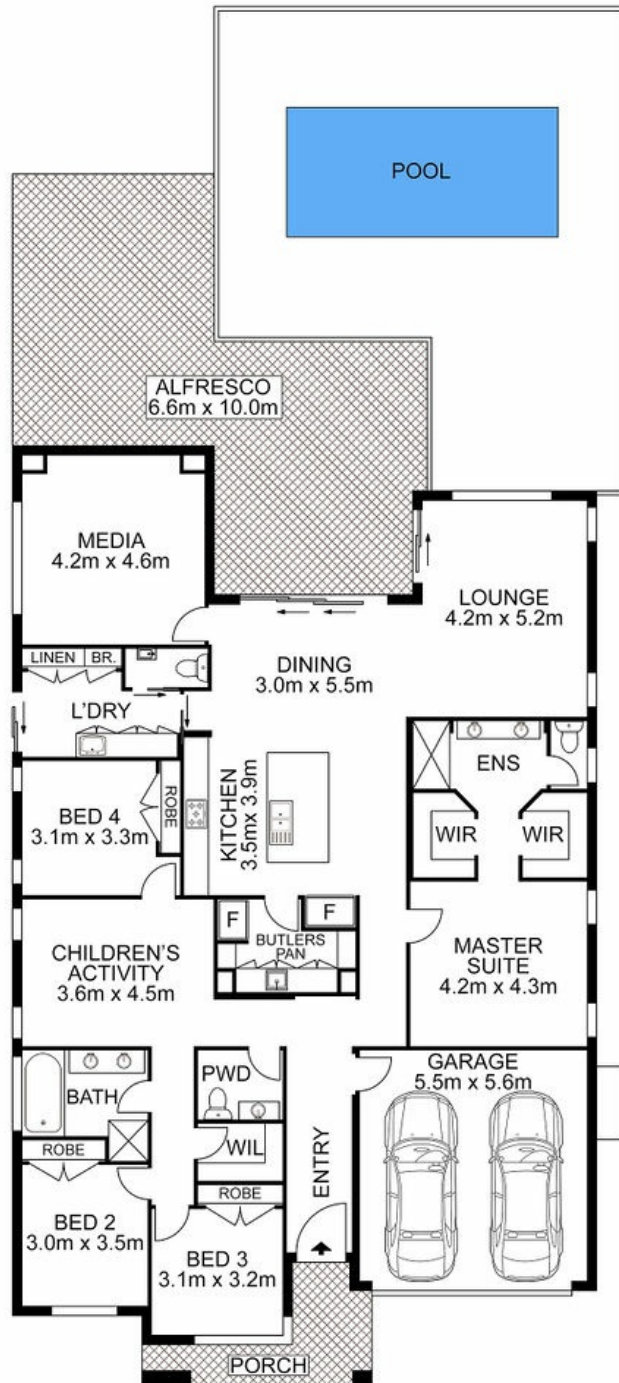 POOL
ALFRESCO
6.6m x 10.0m
MEDIA
4.2m x 4.6m
LOUNGE
4.2m x 5.2m
LINEN
BR.
DINING
3.0m x 5.5m
L'DRY
KITCHEN
3.5mx 3.9m
ENS
BED 4
3.1m x 3.3m
ROBE
WIR
WIR
F
F
BUTLERS
PAN
CHILDREN'S
ACTIVITY
3.6m x 4.5m
MASTER
SUITE
4.2m x 4.3m
GARAGE
5.5m x 5.6m
PWD
BATH
ROBE
WIL
ENTRY
ROBE
BED 2
3.0m x 3.5m
BED 3
3.1m x 3.2m
PORCH